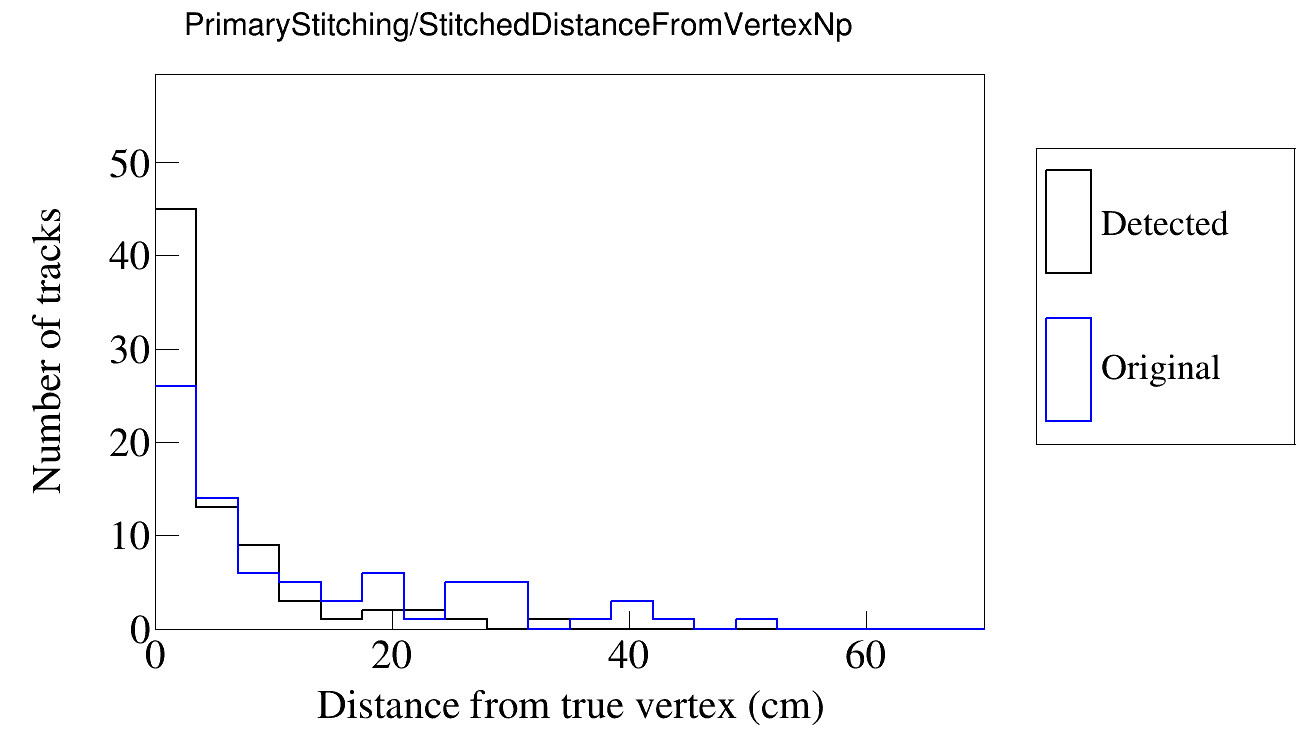 PrimaryStitching/StitchedDistanceFromVertexNp
50
40
30
20
10
0
0 20 40 60
Number of tracks
Distance from true vertex (cm)
Detected
Original